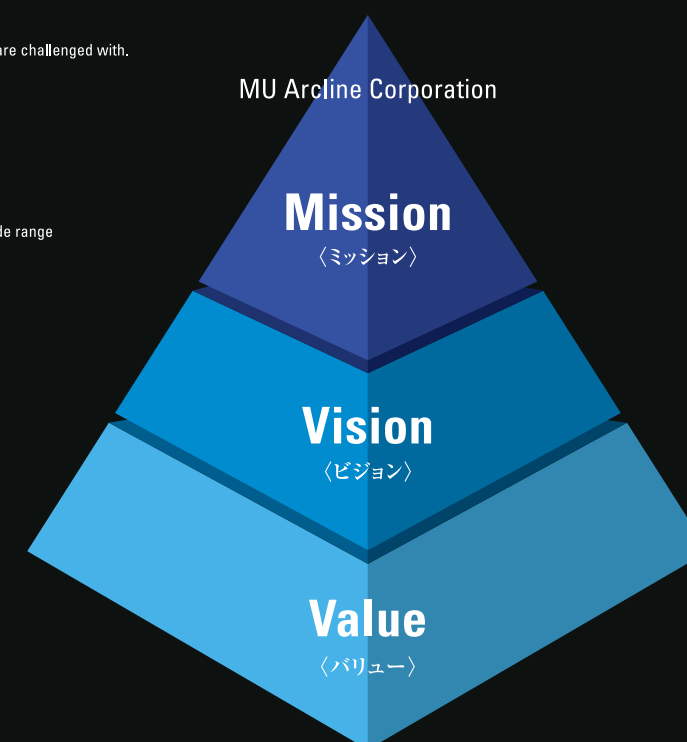 are challenged with.
MU Arcline Corporation
Mission
〈ミッション〉
de range
Vision
〈ビジョン〉
Value
〈バリュー〉